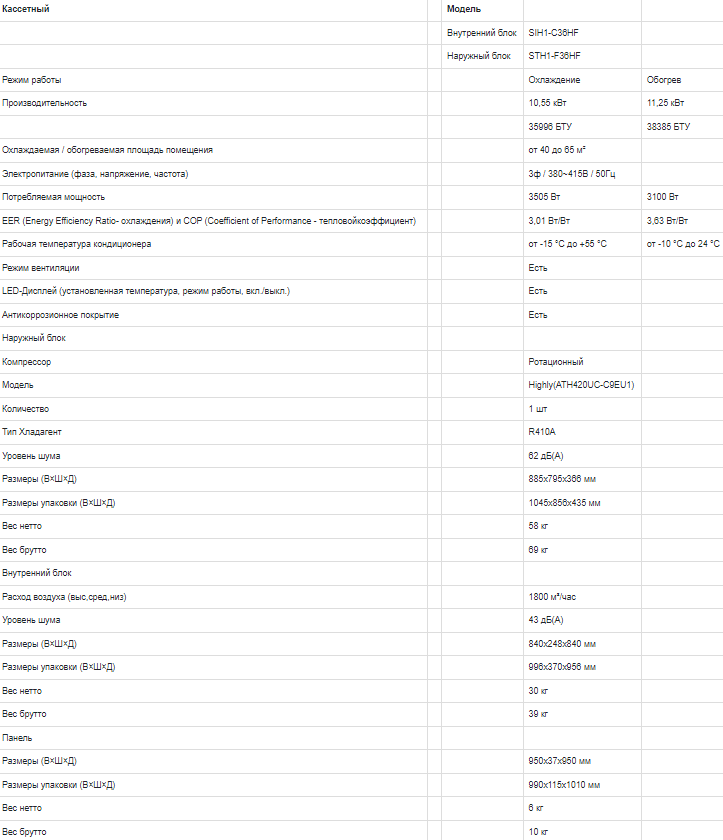 Кассетный Модель
Внутренний блок SIH1-C36HF
Наружный блок STH1-F36HF
Режим работы Охлаждение Обогрев
Производительность 10,55 кВт 11,25 кВт
35996 БТУ 38385 БТУ
Охлаждаемая / обогреваемая площадь помещения от 40 до 65 м²
Электропитание (фаза, напряжение, частота) 3ф / 380~415В / 50Гц
Потребляемая мощность 3505 Вт 3100 Вт
EER (Energy Efficiency Ratio- охлаждения) и COP (Coefficient of Performance - тепловойкоэффициент) 3,01 Вт/Вт 3,63 Вт/Вт
Рабочая температура кондиционера от -15 °C до +55 °C от -10 °C до 24 °C
Режим вентиляции Есть
LED-Дисплей (установленная температура, режим работы, вкл./выкл.) Есть
Антикоррозионное покрытие Есть
Наружный блок
Компрессор Ротационный
Модель Highly(ATH420UC-C9EU1)
Количество 1 шт
Тип Хладагент R410A
Уровень шума 62 дБ(А)
Размеры (В×Ш×Д) 885х795х366 мм
Размеры упаковки (В×Ш×Д) 1045х856х435 мм
Вес нетто 58 кг
Вес брутто 69 кг
Внутренний блок
Расход воздуха (выс,сред,низ) 1800 м³/час
Уровень шума 43 дБ(А)
Размеры (В×Ш×Д) 840х248х840 мм
Размеры упаковки (В×Ш×Д) 996х370х956 мм
Вес нетто 30 кг
Вес брутто 39 кг
Панель
Размеры (В×Ш×Д) 950х37х950 мм
Размеры упаковки (В×Ш×Д) 990х115х1010 мм
Вес нетто 6 кг
Вес брутто 10 кг